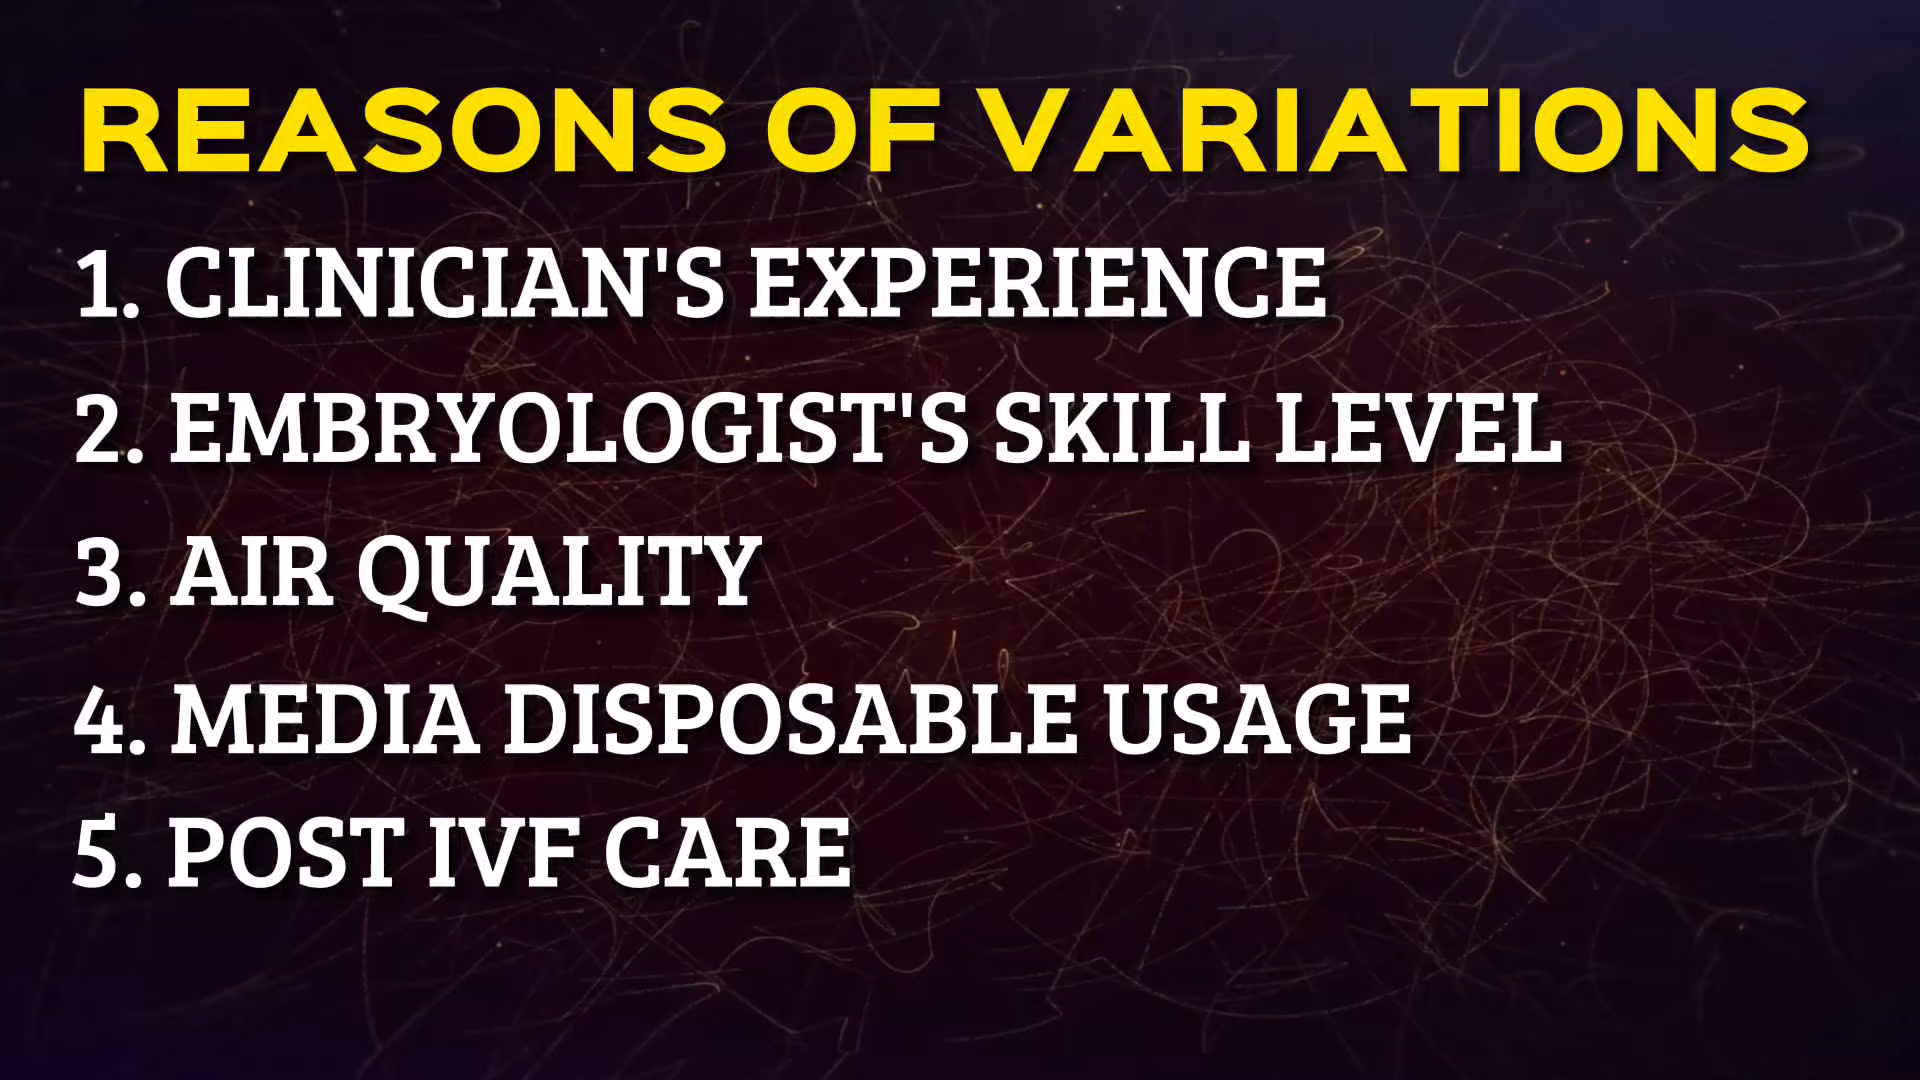 REASONS OF VARIATIONS
1. CLINICIAN'S EXPERIENCE
2. EMBRYOLOGIST'S SKILL LEVEL
3. AIR QUALITY
4. MEDIA DISPOSABLE USAGE
5. POST IVF CARE